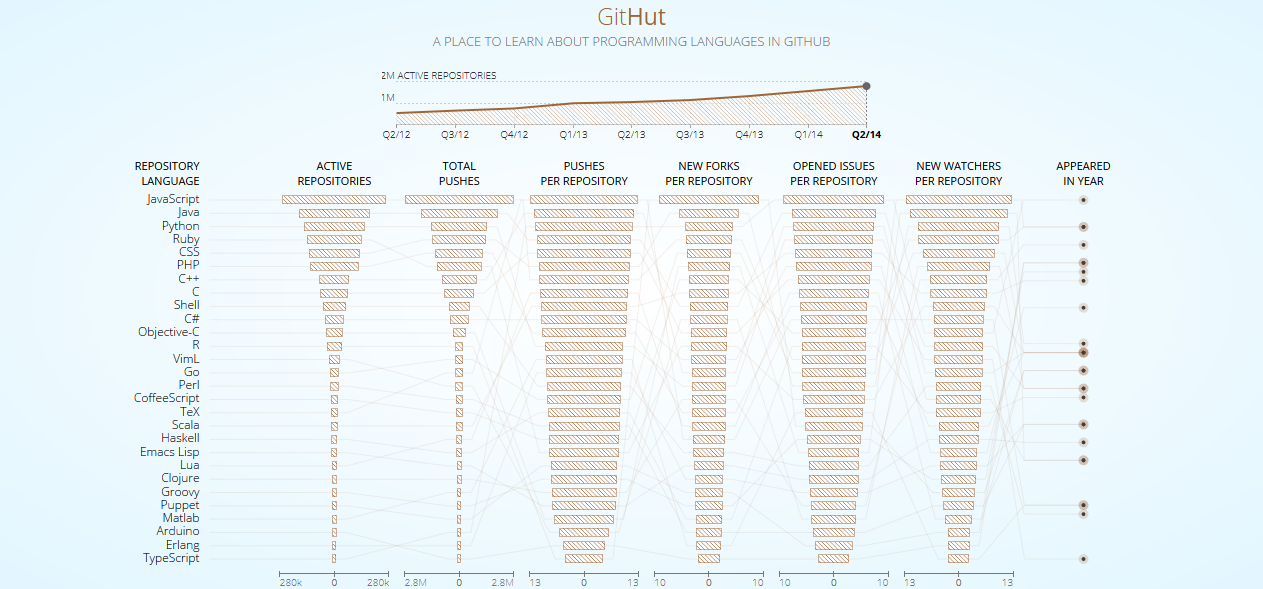 GitHut
A PLACE TO LEARN ABOUT PROGRAMMING LANGUAGES IN GITHUB
2M ACTIVE REPOSITORIES
1M
Q2/12 Q3/12 Q4/12 Q1/13 Q2/13 Q3/13 Q4/13 Q1/14 Q2/14
REPOSITORY ACTIVE TOTAL PUSHES NEW FORKS OPENED ISSUES NEW WATCHERS APPEARED
LANGUAGE REPOSITORIES PUSHES PER REPOSITORY PER REPOSITORY PER REPOSITORY PER REPOSITORY IN YEAR
JavaScript
Java
Python
Ruby
CSS
PHP
C++
C
Shell
C#
Objective-C
R
VimL
Go
Perl
CoffeeScript
TeX
Scala
Haskell
Emacs Lisp
Lua
Clojure
Groovy
Puppet
Matlab
Arduino
Erlang
TypeScript
280k 0 280k 2.8M 0 2.8M 13 0 13 10 0 10 10 0 10 13 0 13